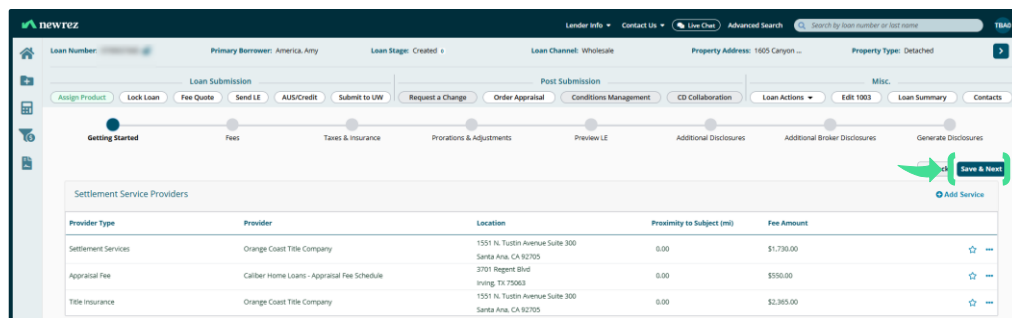 newrez Lender Info Contact Us Live Chat Advanced Search Search by loan number or last name TBA0
Loan Number: Primary Borrower: America, Amy Loan Stage: Created Loan Channel: Wholesale Property Address: 1605 Canyon ... Property Type: Detached
Loan Submission Post Submission Misc.
Assign Product Lock Loan Fee Quote Send LE AUS/Credit Submit to UW Request a Change Order Appraisal Conditions Management CD Collaboration Loan Actions Edit 1003 Loan Summary Contacts
Getting Started Fees Taxes & Insurance Prorations & Adjustments Preview LE Additional Disclosures Additional Broker Disclosures Generate Disclosures
ck Save & Next
Settlement Service Providers Add Service
Provider Type Provider Location Proximity to Subject (mi) Fee Amount
Settlement Services Orange Coast Title Company 1551 N. Tustin Avenue Suite 300 0.00 $1,730.00
Santa Ana, CA 92705
Appraisal Fee Caliber Home Loans - Appraisal Fee Schedule 3701 Regent Blvd 0.00 $550.00
Irving, TX 75063
Title Insurance Orange Coast Title Company 1551 N. Tustin Avenue Suite 300 0.00 $2,365.00
Santa Ana, CA 92705